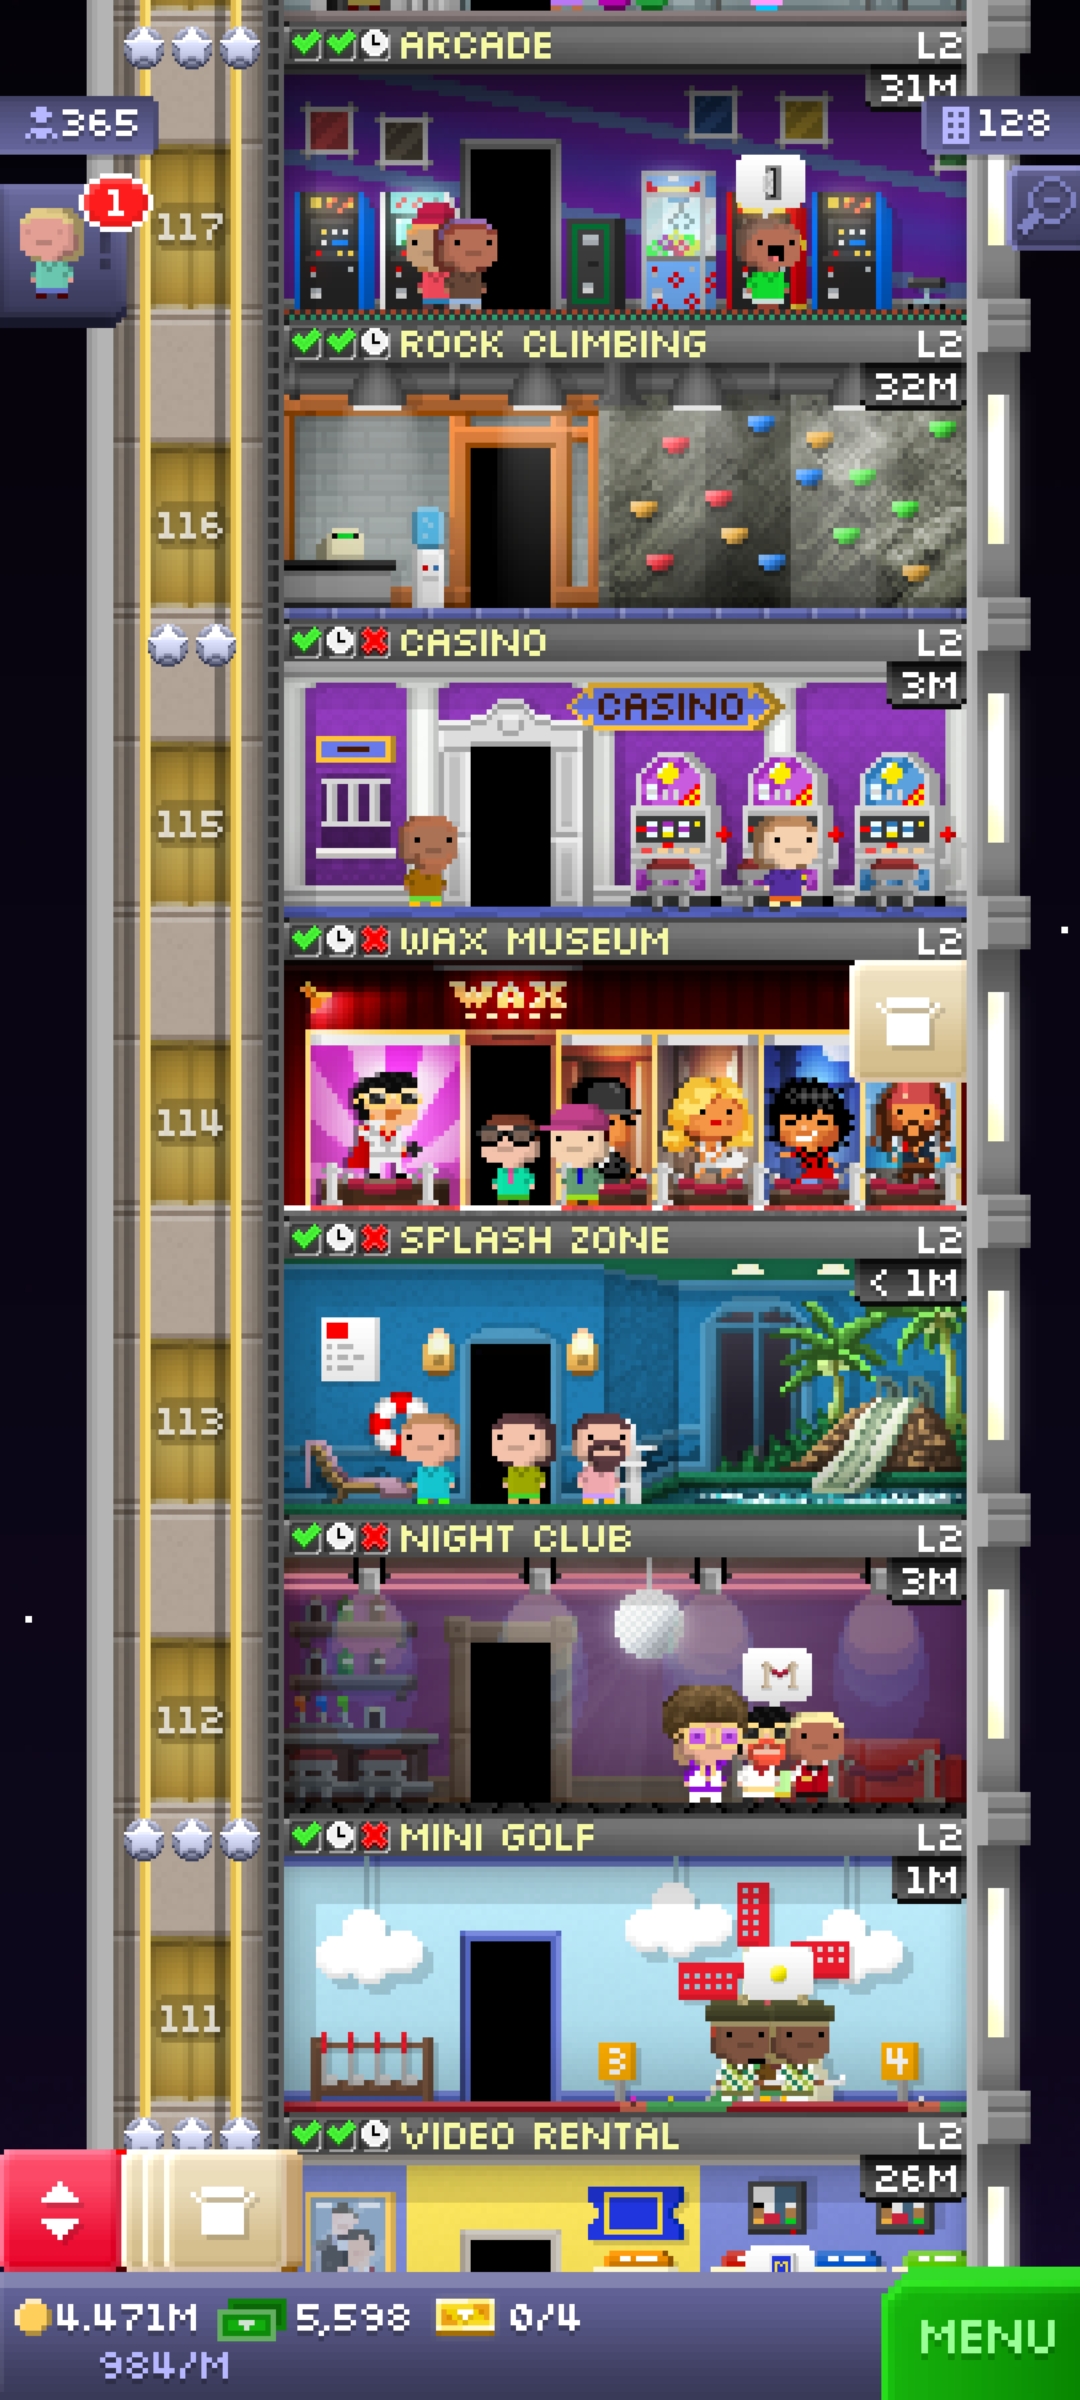 ARCADE L2
31M
365
128
1
117
ROCK CLIMBING L2
32M
116
CASINO L2
3M
CASINO
115
WAX MUSEUM L2
WAX
114
SPLASH ZONE L2
< 1M
113
NIGHT CLUB L2
3M
M
112
MINI GOLF L2
1M
111
3
4
VIDEO RENTAL L2
26M
M
4.471M 5,598 0/4
984/M
MENU